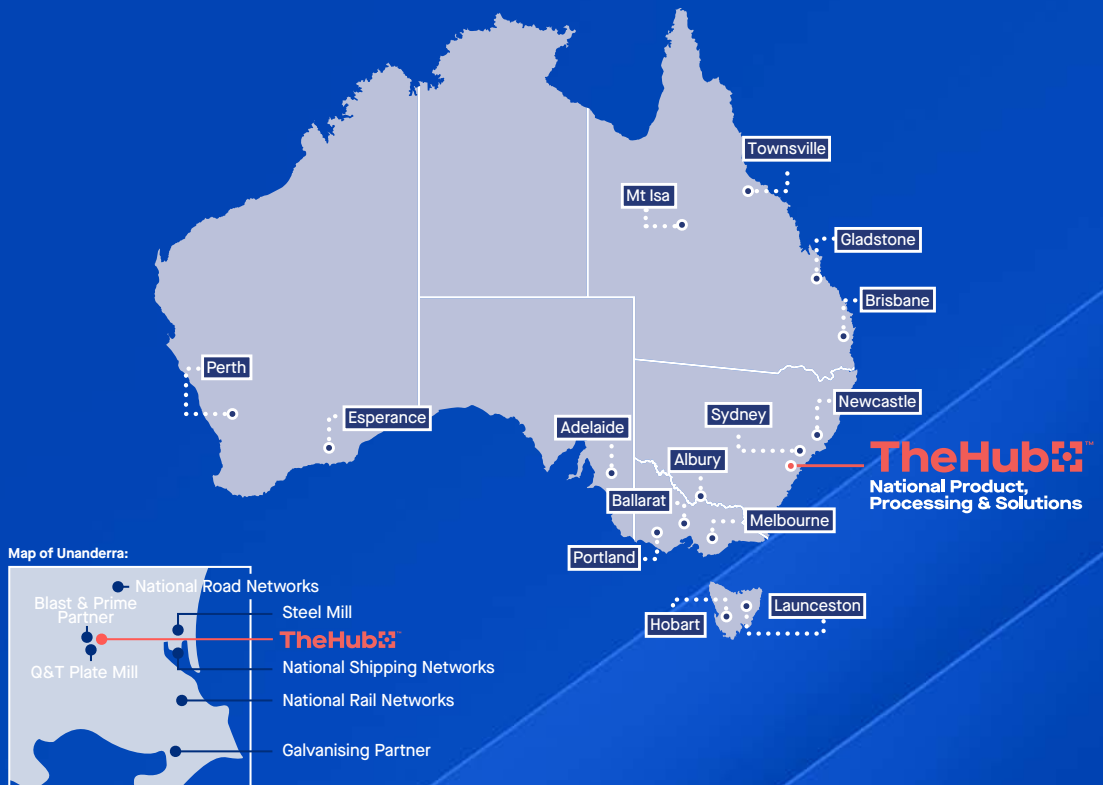 Townsville
Mt Isa
Gladstone
Brisbane
Perth
Esperance
Newcastle
Sydney
Adelaide
TheHub™
National Product,
Processing & Solutions
Albury
Ballarat
Melbourne
Portland
Hobart
Launceston
Map of Unanderra:
National Road Networks
Blast & Prime
Partner
Steel Mill
TheHub™
Q&T Plate Mill
National Shipping Networks
National Rail Networks
Galvanising Partner